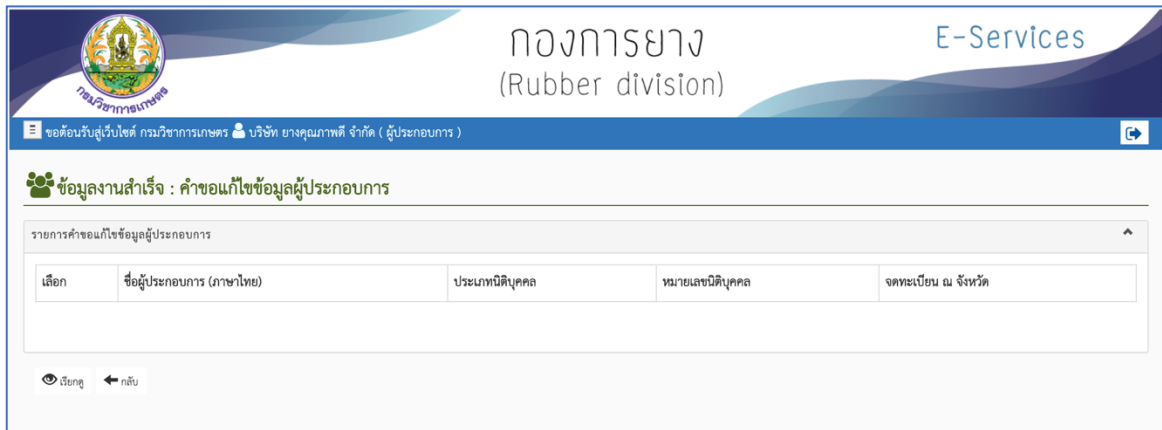 กองการยาง
(Rubber division)
E-Services
กรมวิชาการเกษตร
ขอต้อนรับสู่เว็บไซต์ กรมวิชาการเกษตร บริษัท ยางคุณภาพดี จำกัด ( ผู้ประกอบการ )
ข้อมูลงานสำเร็จ : คำขอแก้ไขข้อมูลผู้ประกอบการ
รายการคำขอแก้ไขข้อมูลผู้ประกอบการ
เลือก ชื่อผู้ประกอบการ (ภาษาไทย) ประเภทนิติบุคคล หมายเลขนิติบุคคล จดทะเบียน ณ จังหวัด
เรียกดู กลับ